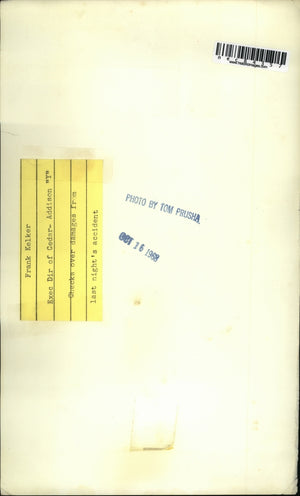 PHOTO BY TOM PRUSHA
OCT 16 1968
Frank Kelker
Exec Dir of Cedar- Addison "Y"
Checks over damages from
last night's accident